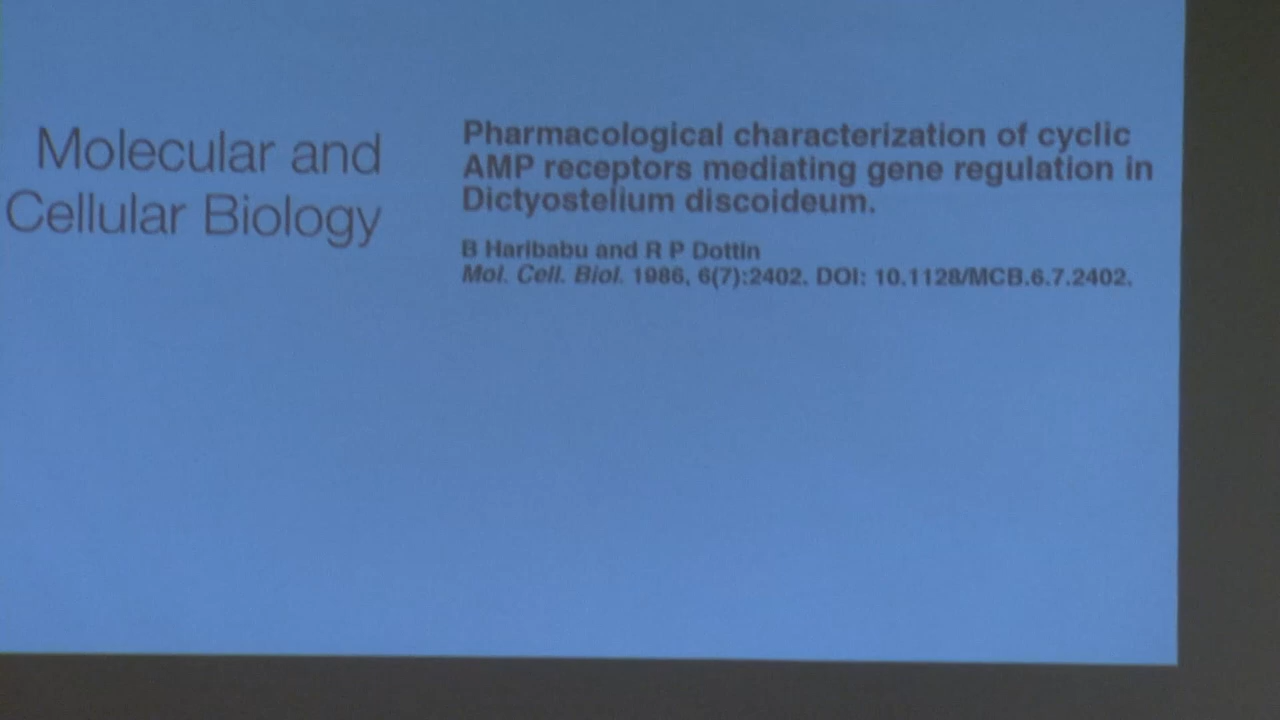 Molecular and
Cellular Biology
Pharmacological characterization of cyclic
AMP receptors mediating gene regulation in
Dictyostelium discoideum.
B Haribabu and R P Dottin
Mol. Cell. Biol. 1986, 6(7):2402. DOI: 10.1128/MCB.6.7.2402.